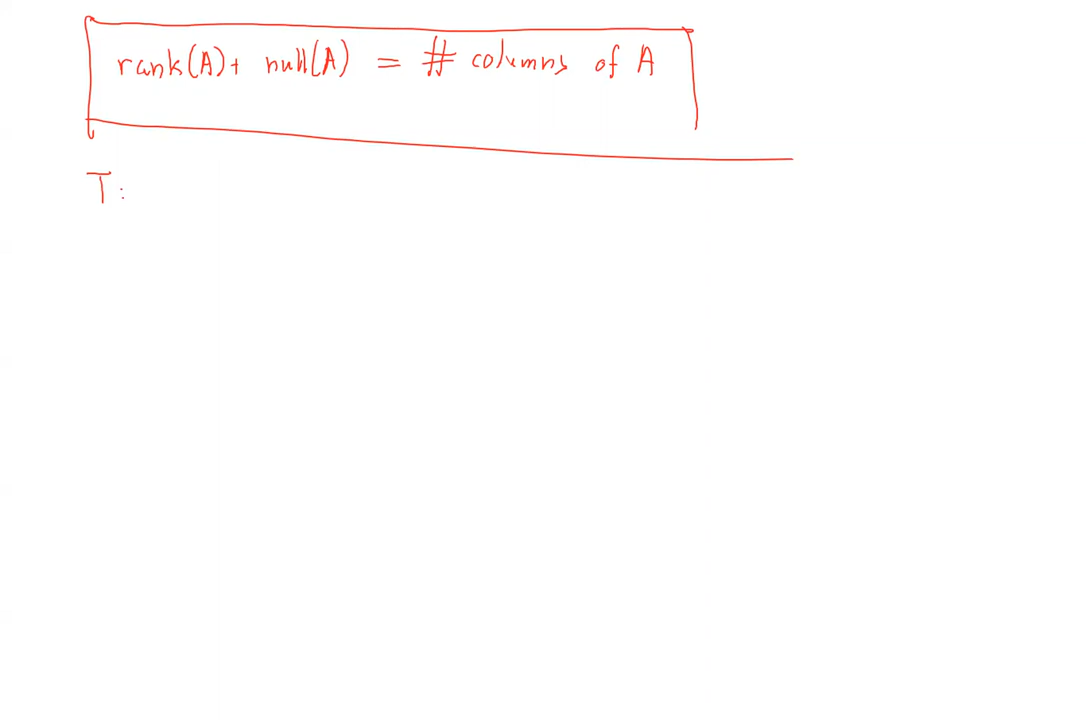 rank(A)+ null(A) = # columns of A
T: